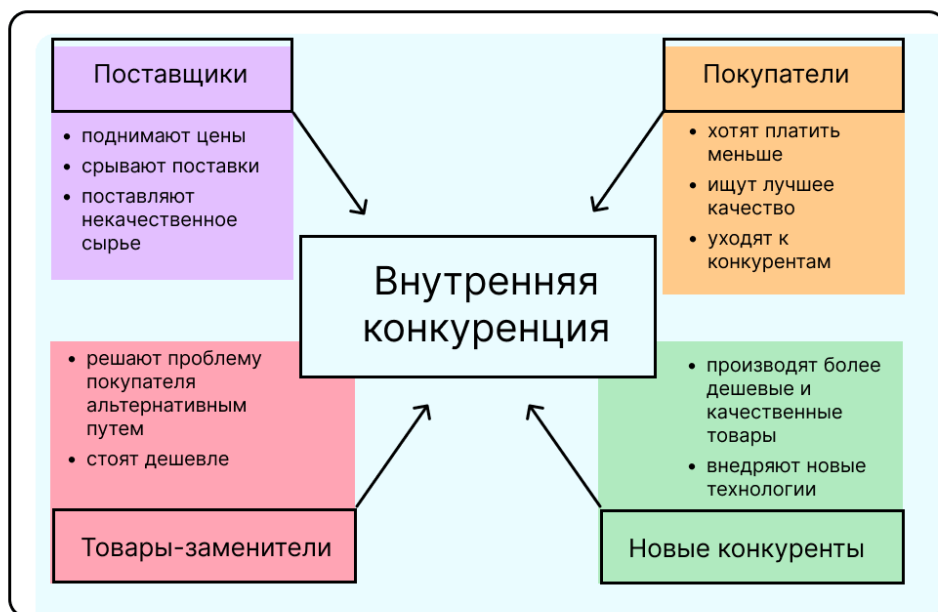 Поставщики
• поднимают цены
• срывают поставки
• поставляют
некачественное
сырье
Покупатели
• хотят платить
меньше
• ищут лучшее
качество
• уходят к
конкурентам
Внутренняя
конкуренция
• решают проблему
покупателя
альтернативным
путем
• стоят дешевле
Товары-заменители
• производят более
дешевые и
качественные
товары
• внедряют новые
технологии
Новые конкуренты